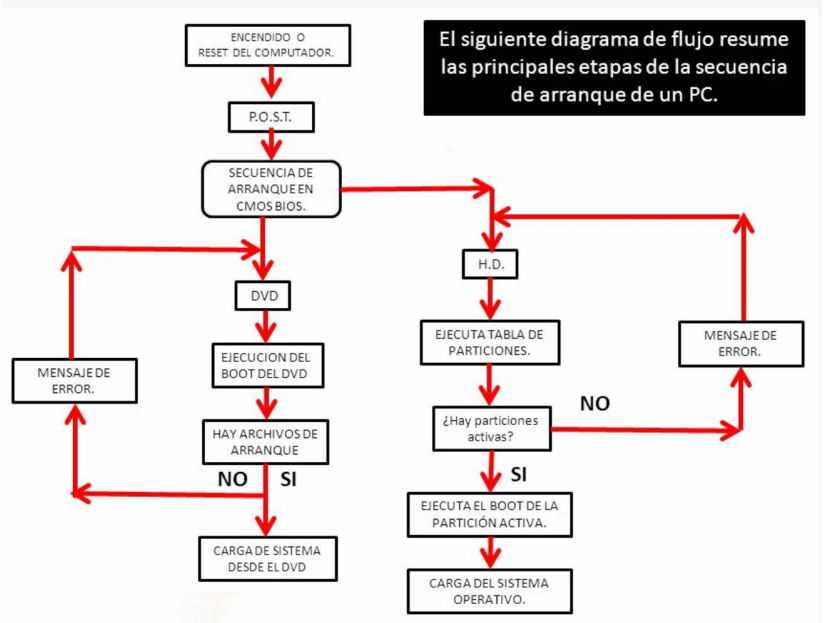 ENCENDIDO O
RESET DEL COMPUTADOR.
El siguiente diagrama de flujo resume
las principales etapas de la secuencia
de arranque de un PC.
P.O.S.T.
SECUENCIA DE
ARRANQUE EN
CMOS BIOS.
H.D.
DVD
EJECUTA TABLA DE
PARTICIONES.
MENSAJE DE
ERROR.
EJECUCION DEL
BOOT DEL DVD
MENSAJE DE
ERROR.
¿Hay particiones
activas?
NO
HAY ARCHIVOS DE
ARRANQUE
NO SI
SI
EJECUTA EL BOOT DE LA
PARTICIÓN ACTIVA.
CARGA DE SISTEMA
DESDE EL DVD
CARGA DEL SISTEMA
OPERATIVO.